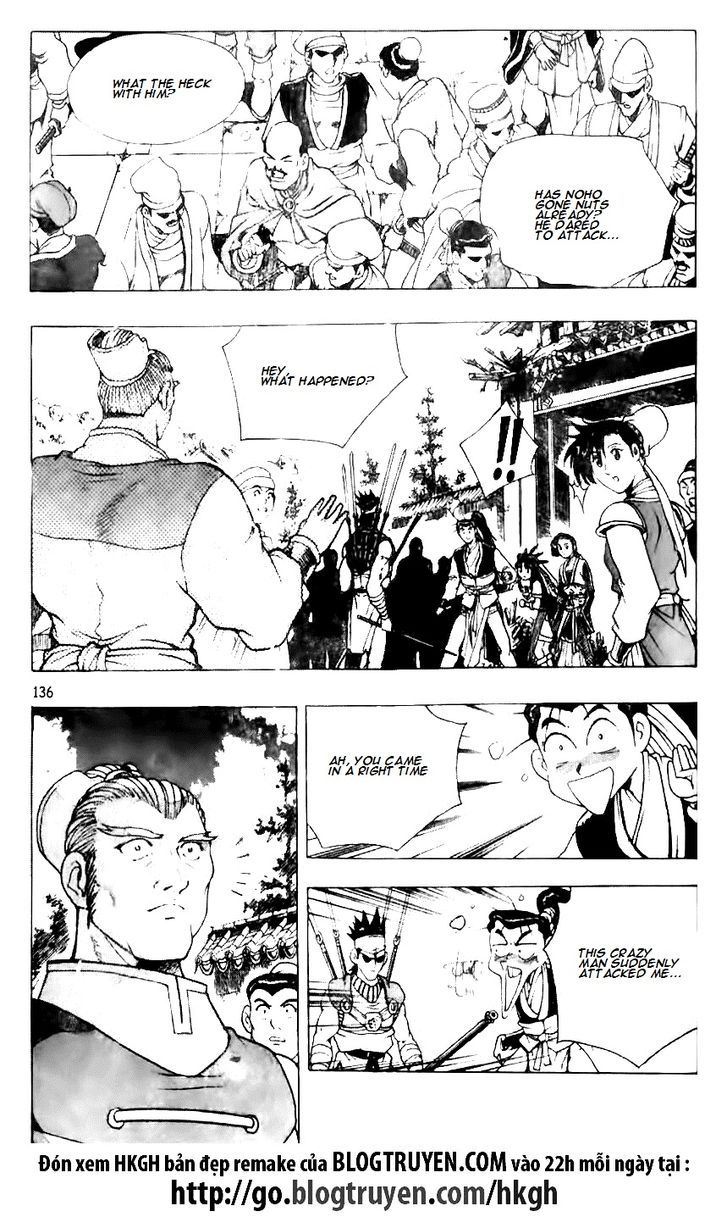 WHAT THE HECK
WITH HIM?
HAS NOHO
GONE NUTS
ALREADY?
HE DARED
TO ATTACK...
HEY,
WHAT HAPPENED?
!!
136
AH, YOU CAME
IN A RIGHT TIME
THIS CRAZY
MAN SUDDENLY
ATTACKED ME...
Đón xem HKGH bản đẹp remake của BLOGTRUYEN.COM vào 22h mỗi ngày tại :
http://go.blogtruyen.com/hkgh